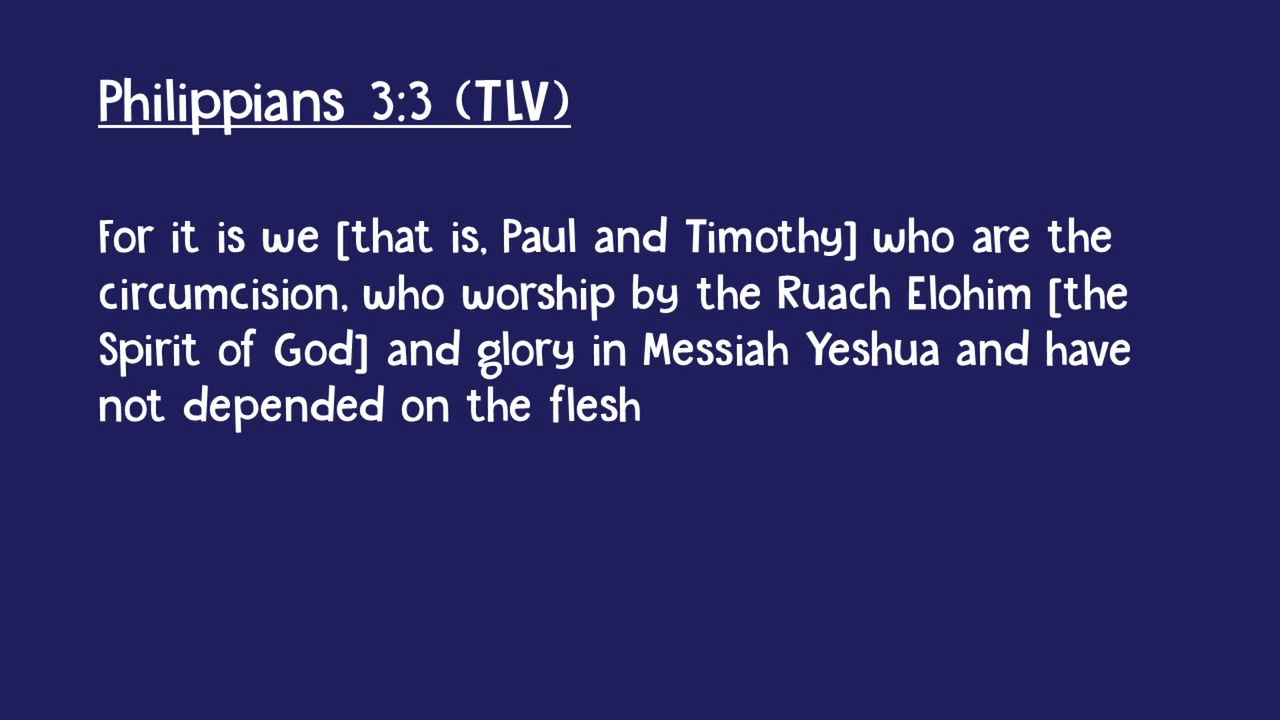 Philippians 3:3 (TLV)
For it is we [that is, Paul and Timothy] who are the
circumcision, who worship by the Ruach Elohim [the
Spirit of God] and glory in Messiah Yeshua and have
not depended on the flesh